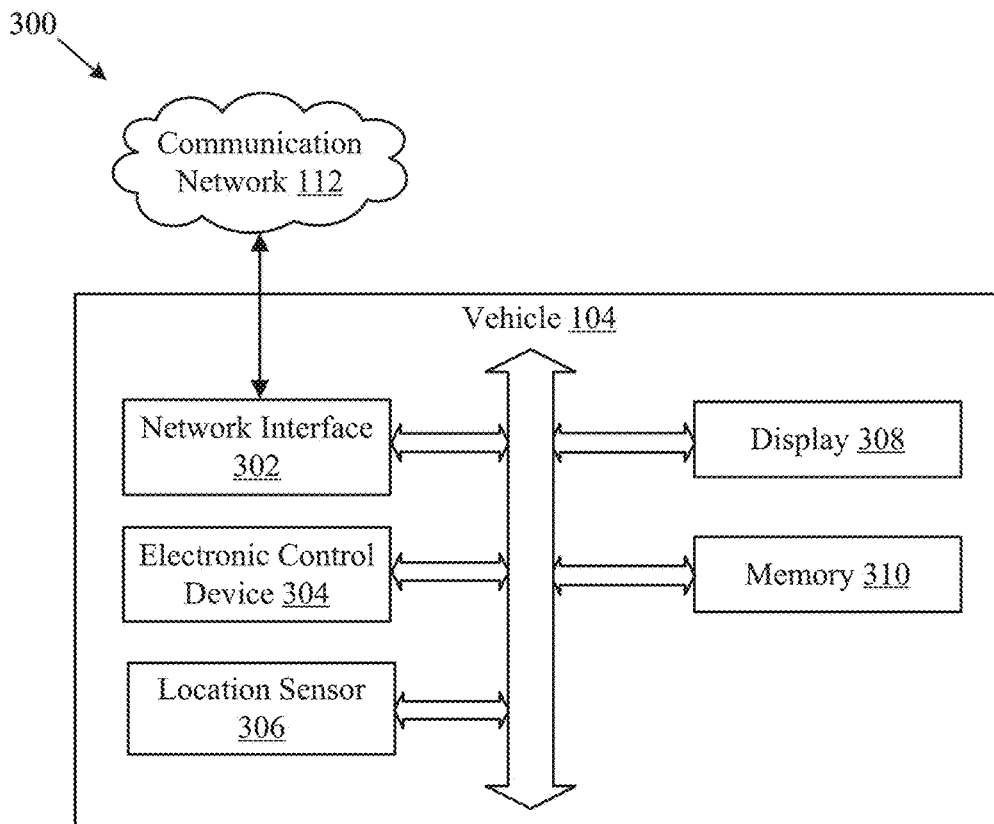 300
Communication
Network 112
Vehicle 104
Network Interface
302
Display 308
Electronic Control
Device 304
Memory 310
Location Sensor
306